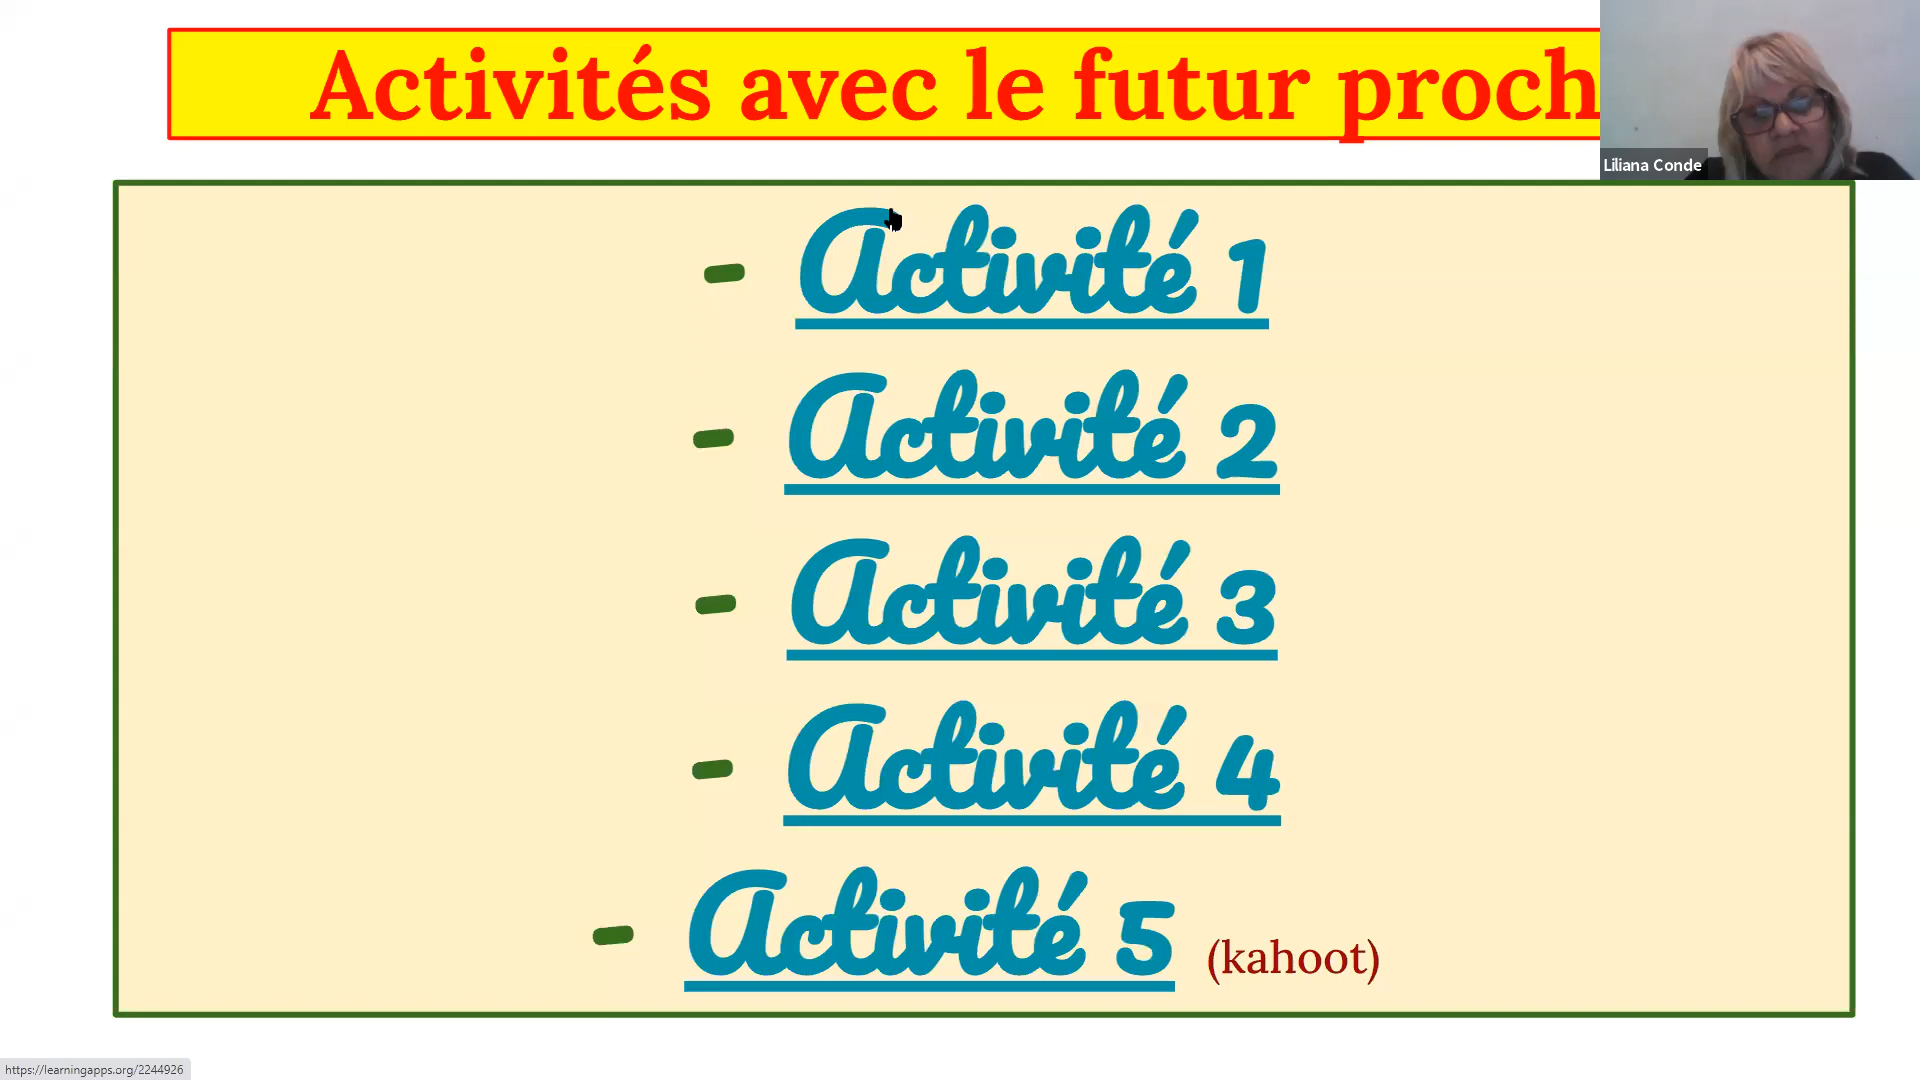 Activités avec le futur proch
Liliana Conde
- Activité 1
- Activité 2
- Activité 3
- Activité 4
- Activité 5 (kahoot)
https://learningapps.org/2244926